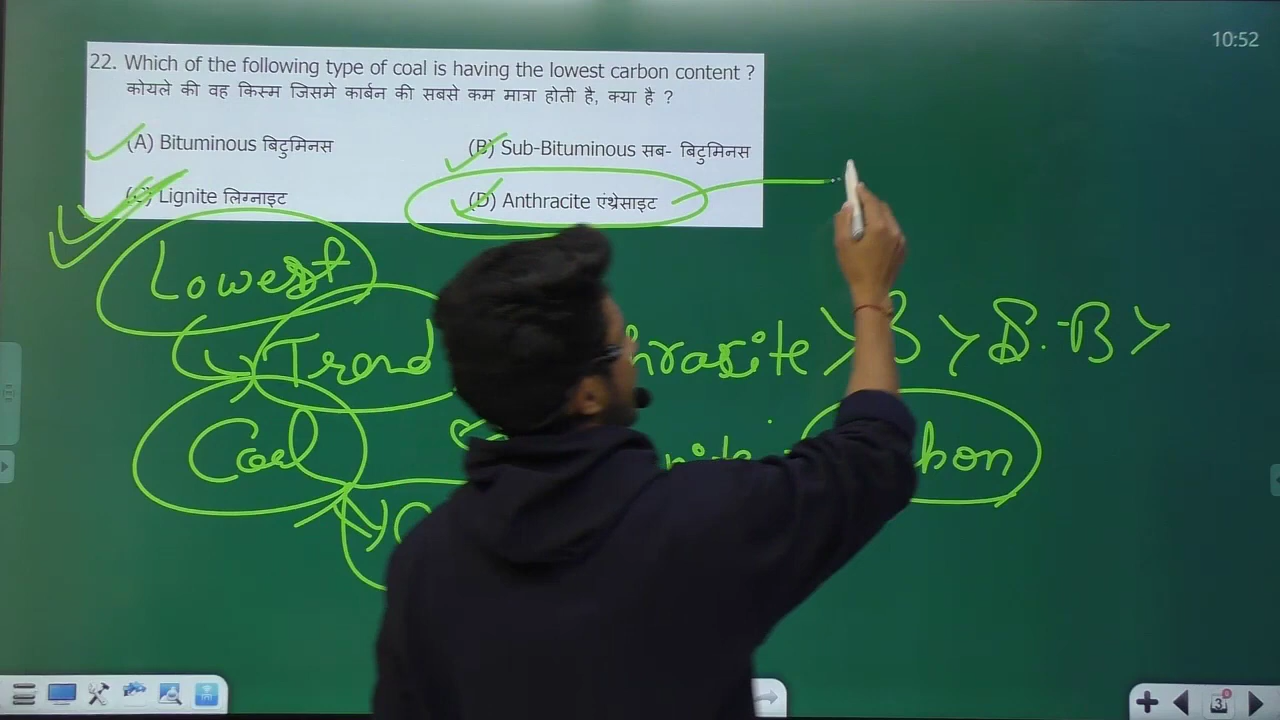 10:52
22. Which of the following type of coal is having the lowest carbon content ?
कोयले की वह किस्म जिसमे कार्बन की सबसे कम मात्रा होती है, क्या है ?
(A) Bituminous बिटुमिनस (B) Sub-Bituminous सब- बिटुमिनस
(C) Lignite लिग्नाइट (D) Anthracite एंथ्रेसाइट
Lowest
Trend > B > S.-B >
Coal